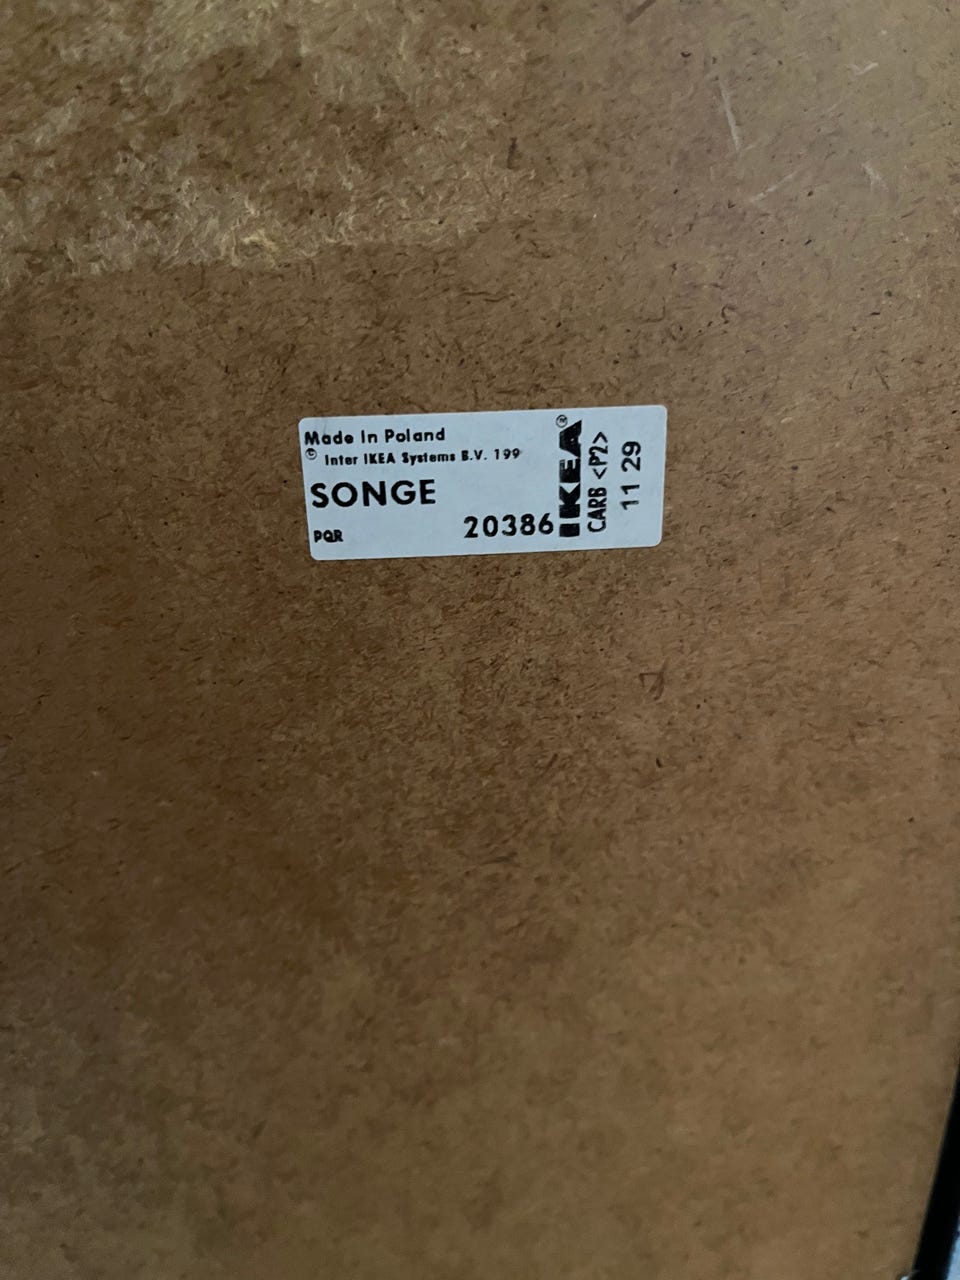 Made In Poland
© Inter IKEA Systems B.V. 199
SONGE
PQR
20386
IKEA®
CARB <P2>
11 29